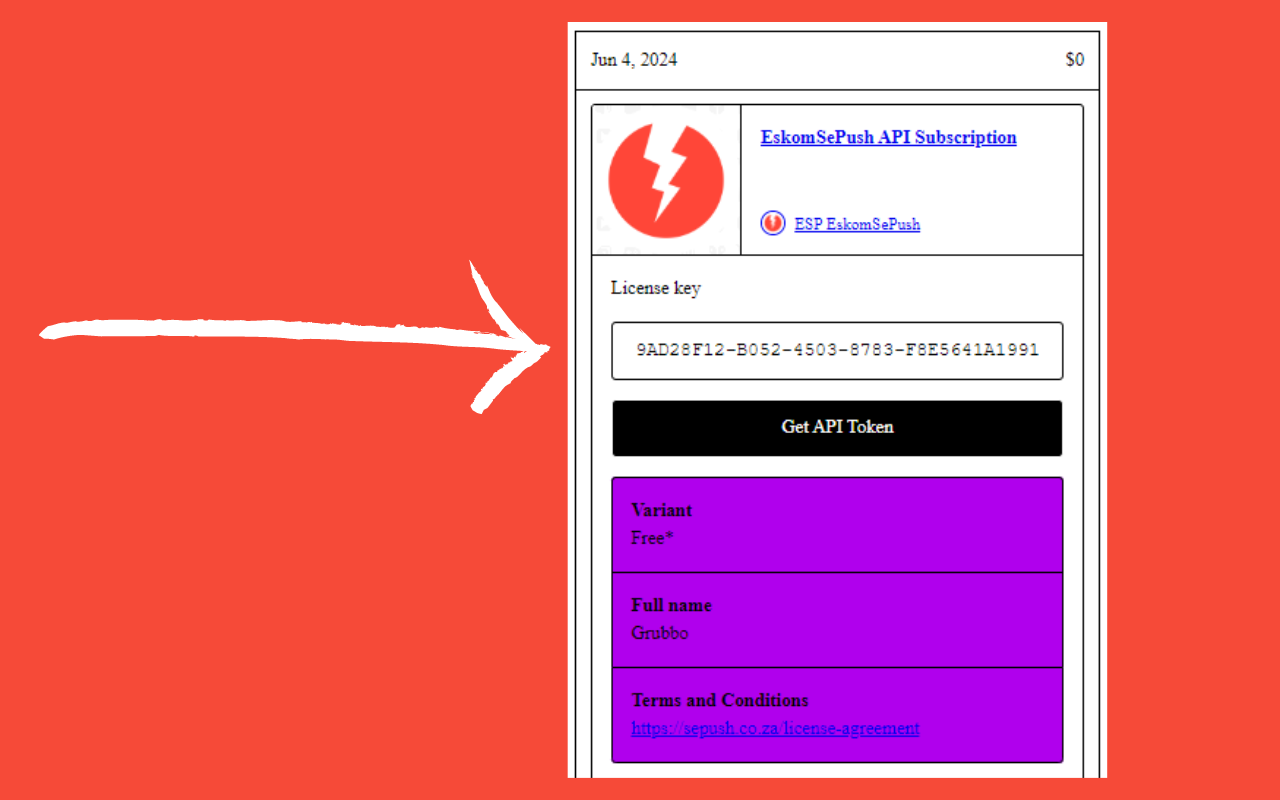 Jun 4, 2024 $0
EskomSePush API Subscription
ESP EskomSePush
License key
9AD28F12-B052-4503-8783-F8E5641A1991
Get API Token
Variant
Free*
Full name
Grubbo
Terms and Conditions
https://sepush.co.za/license-agreement